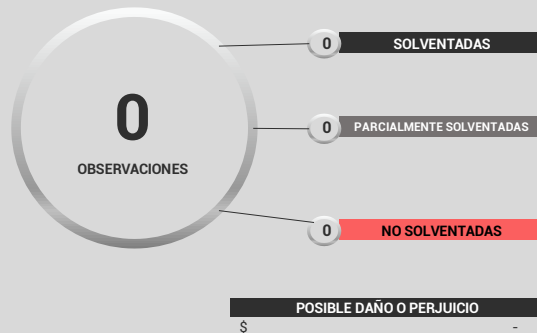 0
OBSERVACIONES
0 SOLVENTADAS
0 PARCIALMENTE SOLVENTADAS
0 NO SOLVENTADAS
POSIBLE DAÑO O PERJUICIO
$ -